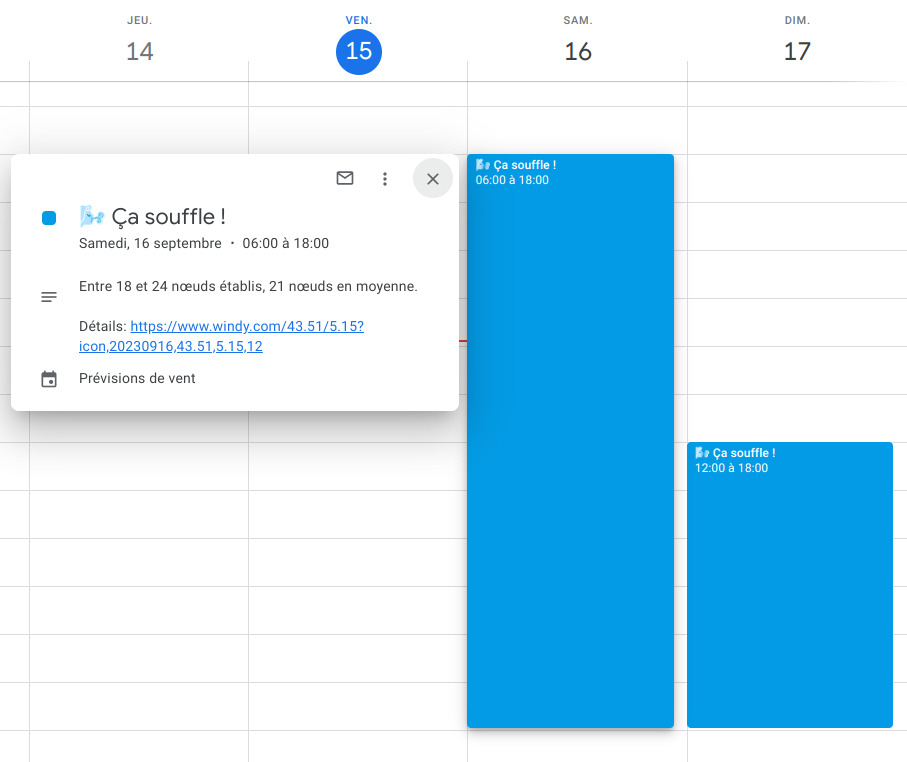 JEU.
VEN.
SAM.
DIM.
14
15
16
17
Ça souffle !
06:00 à 18:00
Ça souffle !
Samedi, 16 septembre · 06:00 à 18:00
Entre 18 et 24 nœuds établis, 21 nœuds en moyenne.
Détails: https://www.windy.com/43.51/5.15?
icon,20230916,43.51,5.15,12
Prévisions de vent
Ça souffle !
12:00 à 18:00